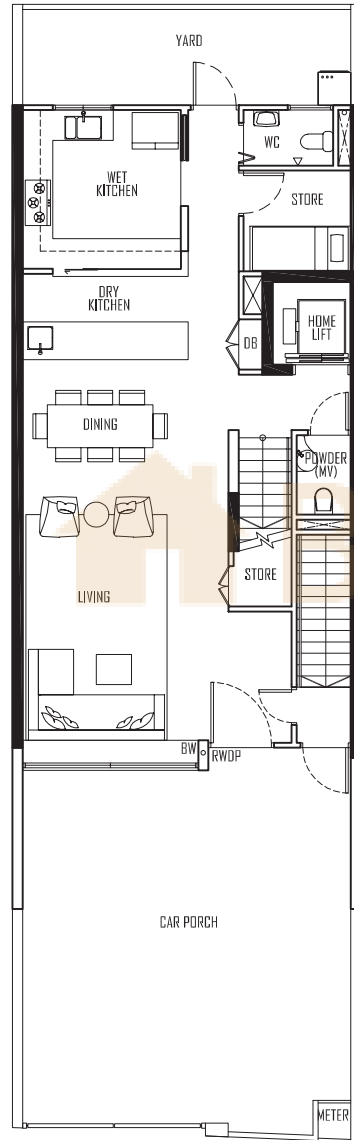 YARD
WC
WET
KITCHEN
STORE
DRY
KITCHEN
HOME
LIFT
DB
DINING
POWDER
(MV)
STORE
LIVING
BW
RWDP
CAR PORCH
METER